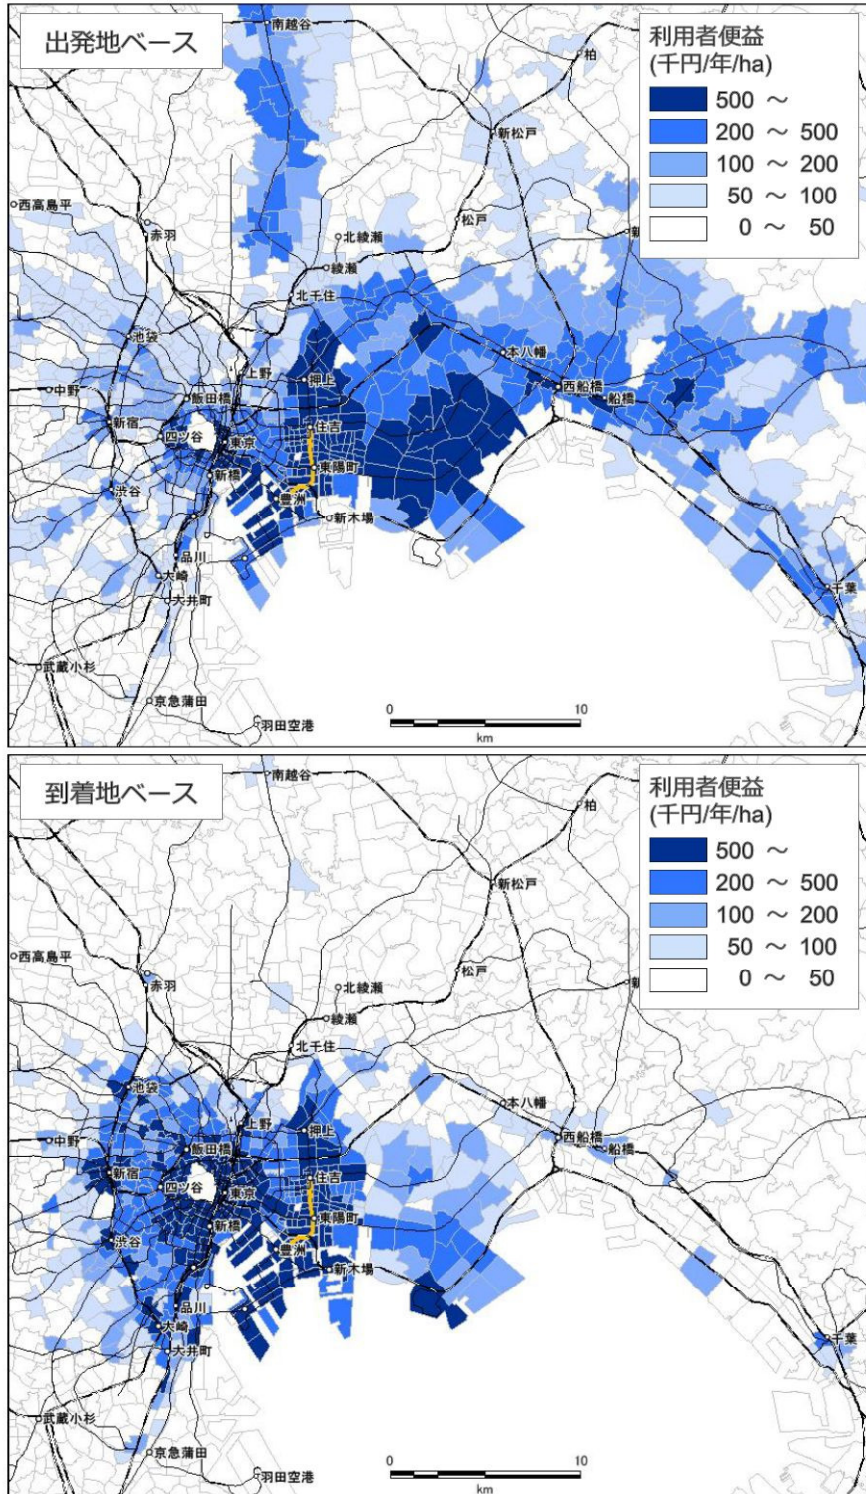 出発地ベース
利用者便益
(千円/年/ha)
500 ～
200 ～ 500
100 ～ 200
50 ～ 100
0 ～ 50
南越谷
柏
新松戸
西高島平
赤羽
松戸
北綾瀬
綾瀬
新
北千住
池袋
上野
本八幡
押上
中野
飯田橋
西船橋
船橋
新宿
四ツ谷
東京
住吉
新橋
東陽町
渋谷
豊洲
新木場
品川
大崎
大井町
千葉
武蔵小杉
京急蒲田
羽田空港
0 10
km
到着地ベース
利用者便益
(千円/年/ha)
500 ～
200 ～ 500
100 ～ 200
50 ～ 100
0 ～ 50
南越谷
柏
新松戸
西高島平
赤羽
松戸
北綾瀬
綾瀬
新
北千住
池袋
上野
本八幡
押上
中野
飯田橋
西船橋
船橋
新宿
四ツ谷
東京
住吉
新橋
東陽町
渋谷
豊洲
新木場
品川
大崎
大井町
千葉
武蔵小杉
京急蒲田
羽田空港
0 10
km